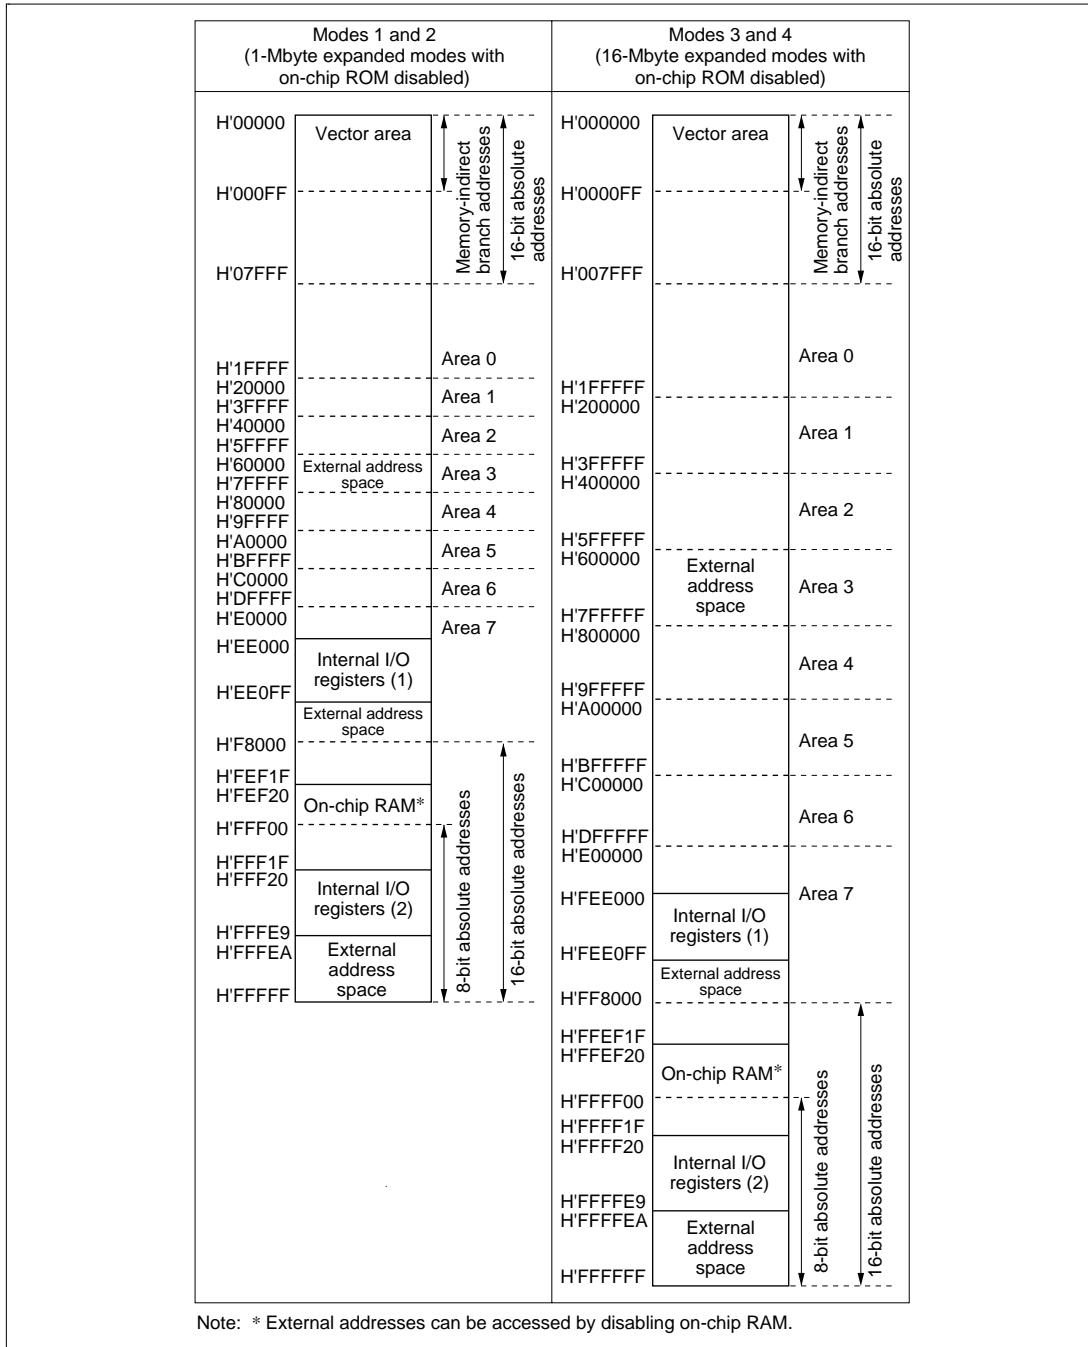 Modes 1 and 2
(1-Mbyte expanded modes with
on-chip ROM disabled)
H'00000
Vector area
H'000FF
H'07FFF
Memory-indirect
branch addresses
16-bit absolute
addresses
H'1FFFF
Area 0
H'20000
H'3FFFF
Area 1
H'40000
H'5FFFF
Area 2
H'60000
H'7FFFF
External address
space
Area 3
H'80000
H'9FFFF
Area 4
H'A0000
H'BFFFF
Area 5
H'C0000
H'DFFFF
Area 6
H'E0000
Area 7
H'EE000
Internal I/O
registers (1)
H'EE0FF
External address
space
H'F8000
H'FEF1F
H'FEF20
On-chip RAM*
H'FFF00
H'FFF1F
H'FFF20
Internal I/O
registers (2)
H'FFFE9
H'FFFEA
External
address
space
H'FFFFF
8-bit absolute addresses
16-bit absolute addresses
Modes 3 and 4
(16-Mbyte expanded modes with
on-chip ROM disabled)
H'000000
Vector area
H'0000FF
H'007FFF
Memory-indirect
branch addresses
16-bit absolute
addresses
Area 0
H'1FFFFF
H'200000
Area 1
H'3FFFFF
H'400000
Area 2
H'5FFFFF
H'600000
External
address
space
Area 3
H'7FFFFF
H'800000
Area 4
H'9FFFFF
H'A00000
Area 5
H'BFFFFF
H'C00000
Area 6
H'DFFFFF
H'E00000
Area 7
H'FEE000
Internal I/O
registers (1)
H'FEE0FF
External address
space
H'FF8000
H'FFEF1F
H'FFEF20
On-chip RAM*
H'FFFF00
H'FFFF1F
H'FFFF20
Internal I/O
registers (2)
H'FFFFE9
H'FFFFEA
External
address
space
H'FFFFFF
8-bit absolute addresses
16-bit absolute addresses
Note: * External addresses can be accessed by disabling on-chip RAM.